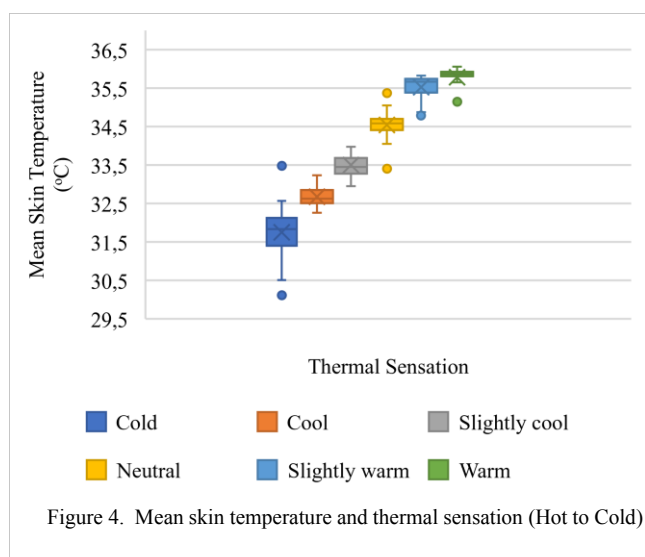 Mean Skin Temperature
(ºC)
36,5
35,5
34,5
33,5
32,5
31,5
30,5
29,5
Thermal Sensation
Cold Cool Slightly cool
Neutral Slightly warm Warm
Figure 4. Mean skin temperature and thermal sensation (Hot to Cold)